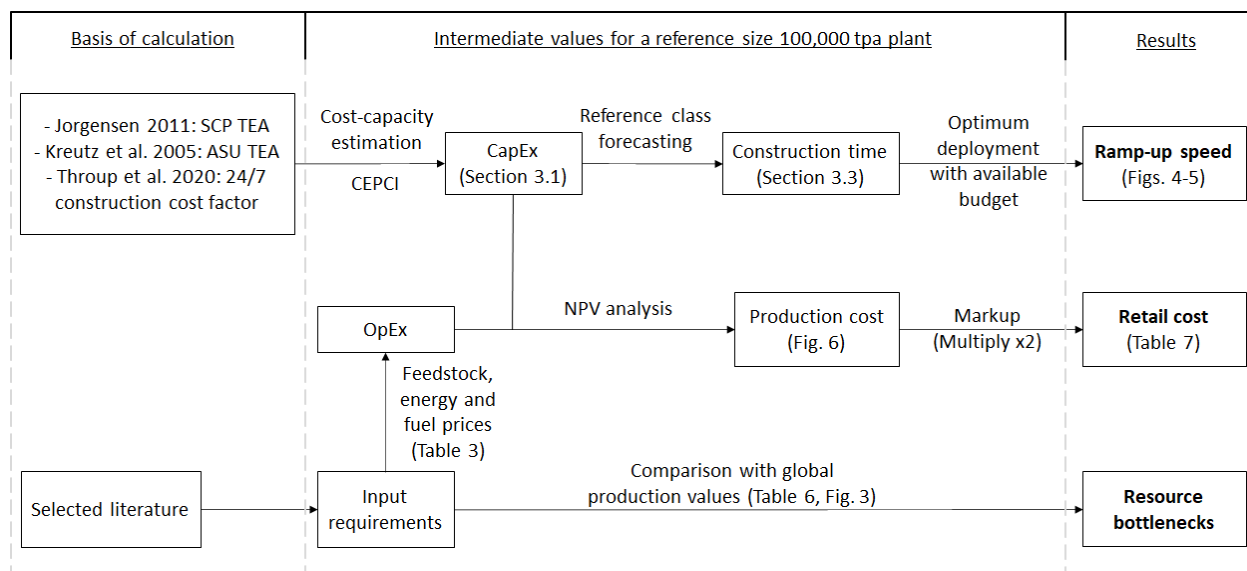 Basis of calculation
Intermediate values for a reference size 100,000 tpa plant
Results
- Jorgensen 2011: SCP TEA
- Kreutz et al. 2005: ASU TEA
- Throup et al. 2020: 24/7
construction cost factor
Cost-capacity
estimation
CEPCI
CapEx
(Section 3.1)
Reference class
forecasting
Construction time
(Section 3.3)
Optimum
deployment
with available
budget
Ramp-up speed
(Figs. 4-5)
OpEx
NPV analysis
Production cost
(Fig. 6)
Markup
(Multiply x2)
Retail cost
(Table 7)
Feedstock,
energy and
fuel prices
(Table 3)
Selected literature
Input
requirements
Comparison with global
production values (Table 6, Fig. 3)
Resource
bottlenecks